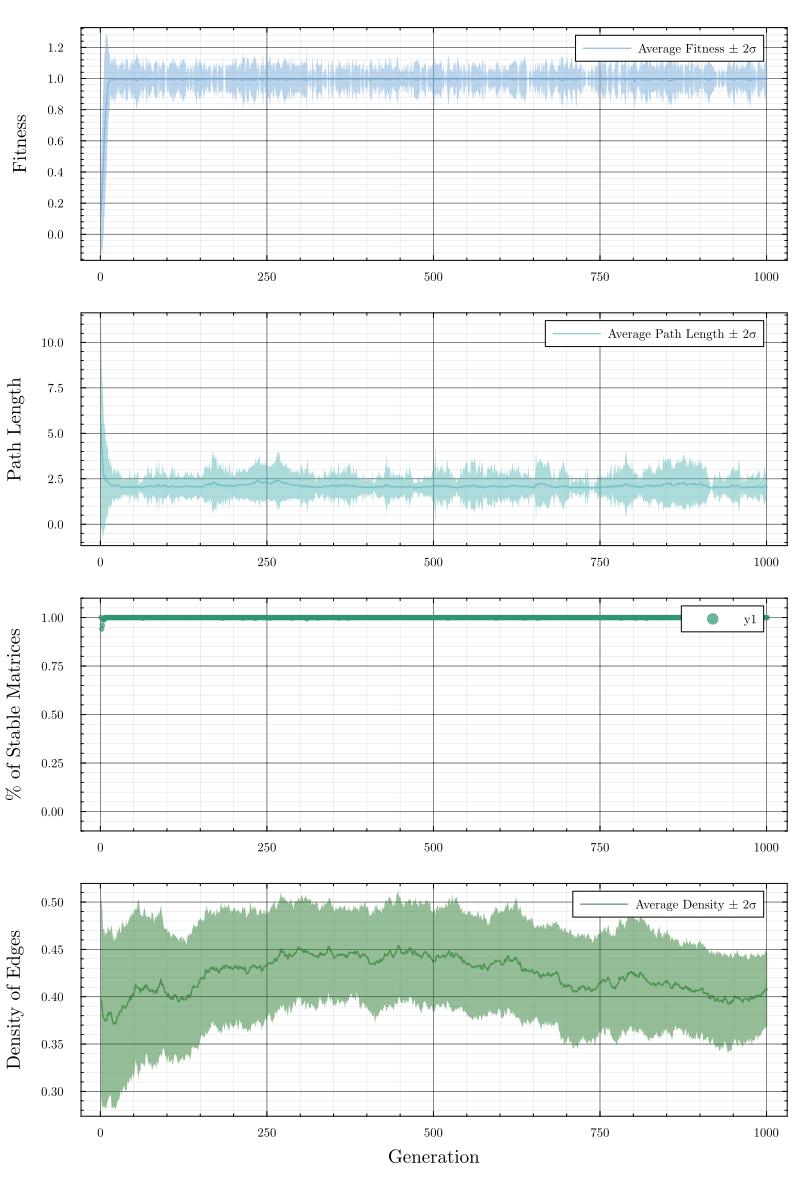 Average Fitness ± 2σ
Fitness
1.2
1.0
0.8
0.6
0.4
0.2
0.0
0 250 500 750 1000
Average Path Length ± 2σ
Path Length
10.0
7.5
5.0
2.5
0.0
0 250 500 750 1000
y1
% of Stable Matrices
1.00
0.75
0.50
0.25
0.00
0 250 500 750 1000
Average Density ± 2σ
Density of Edges
0.50
0.45
0.40
0.35
0.30
0 250 500 750 1000
Generation